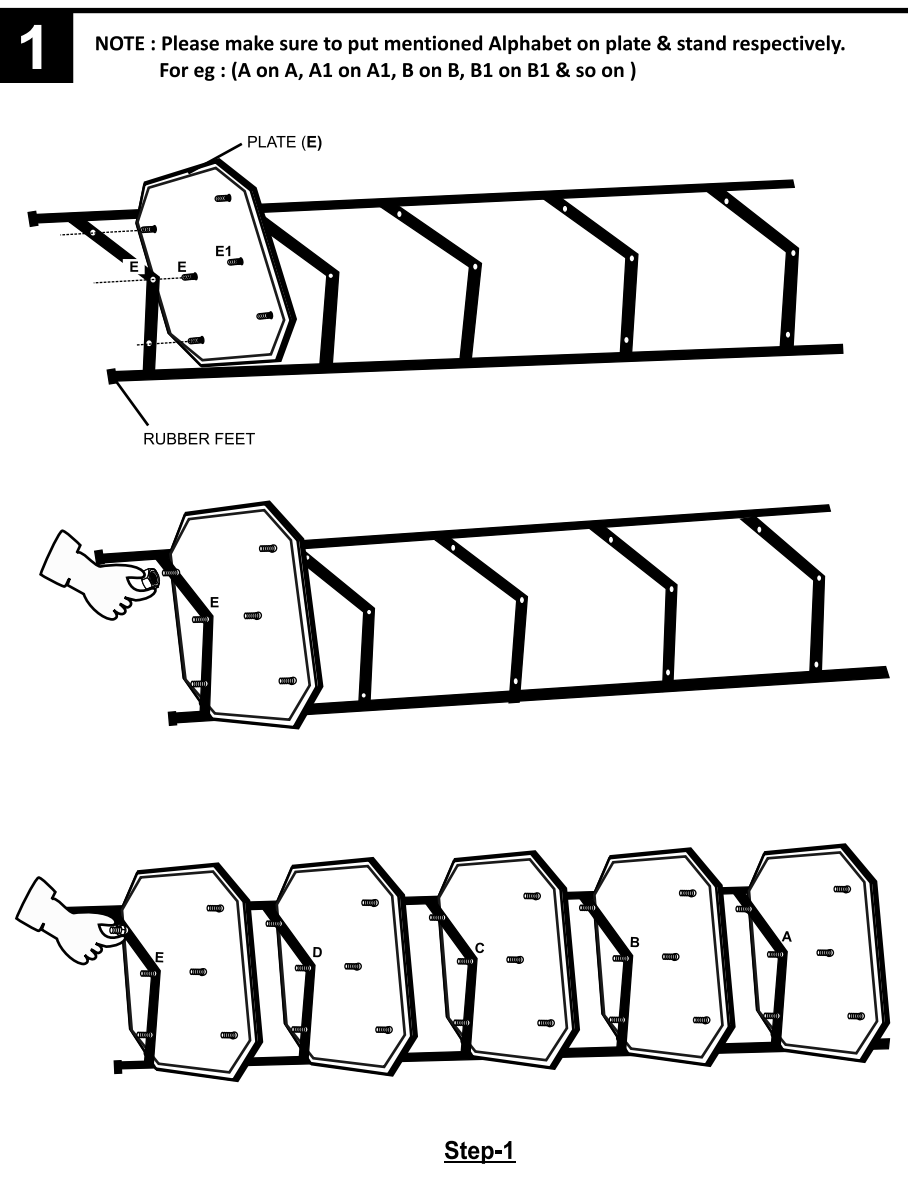 1
NOTE : Please make sure to put mentioned Alphabet on plate & stand respectively.
For eg : (A on A, A1 on A1, B on B, B1 on B1 & so on )
PLATE (E)
E1
E E
RUBBER FEET
E
A
B
C
D
E
Step-1